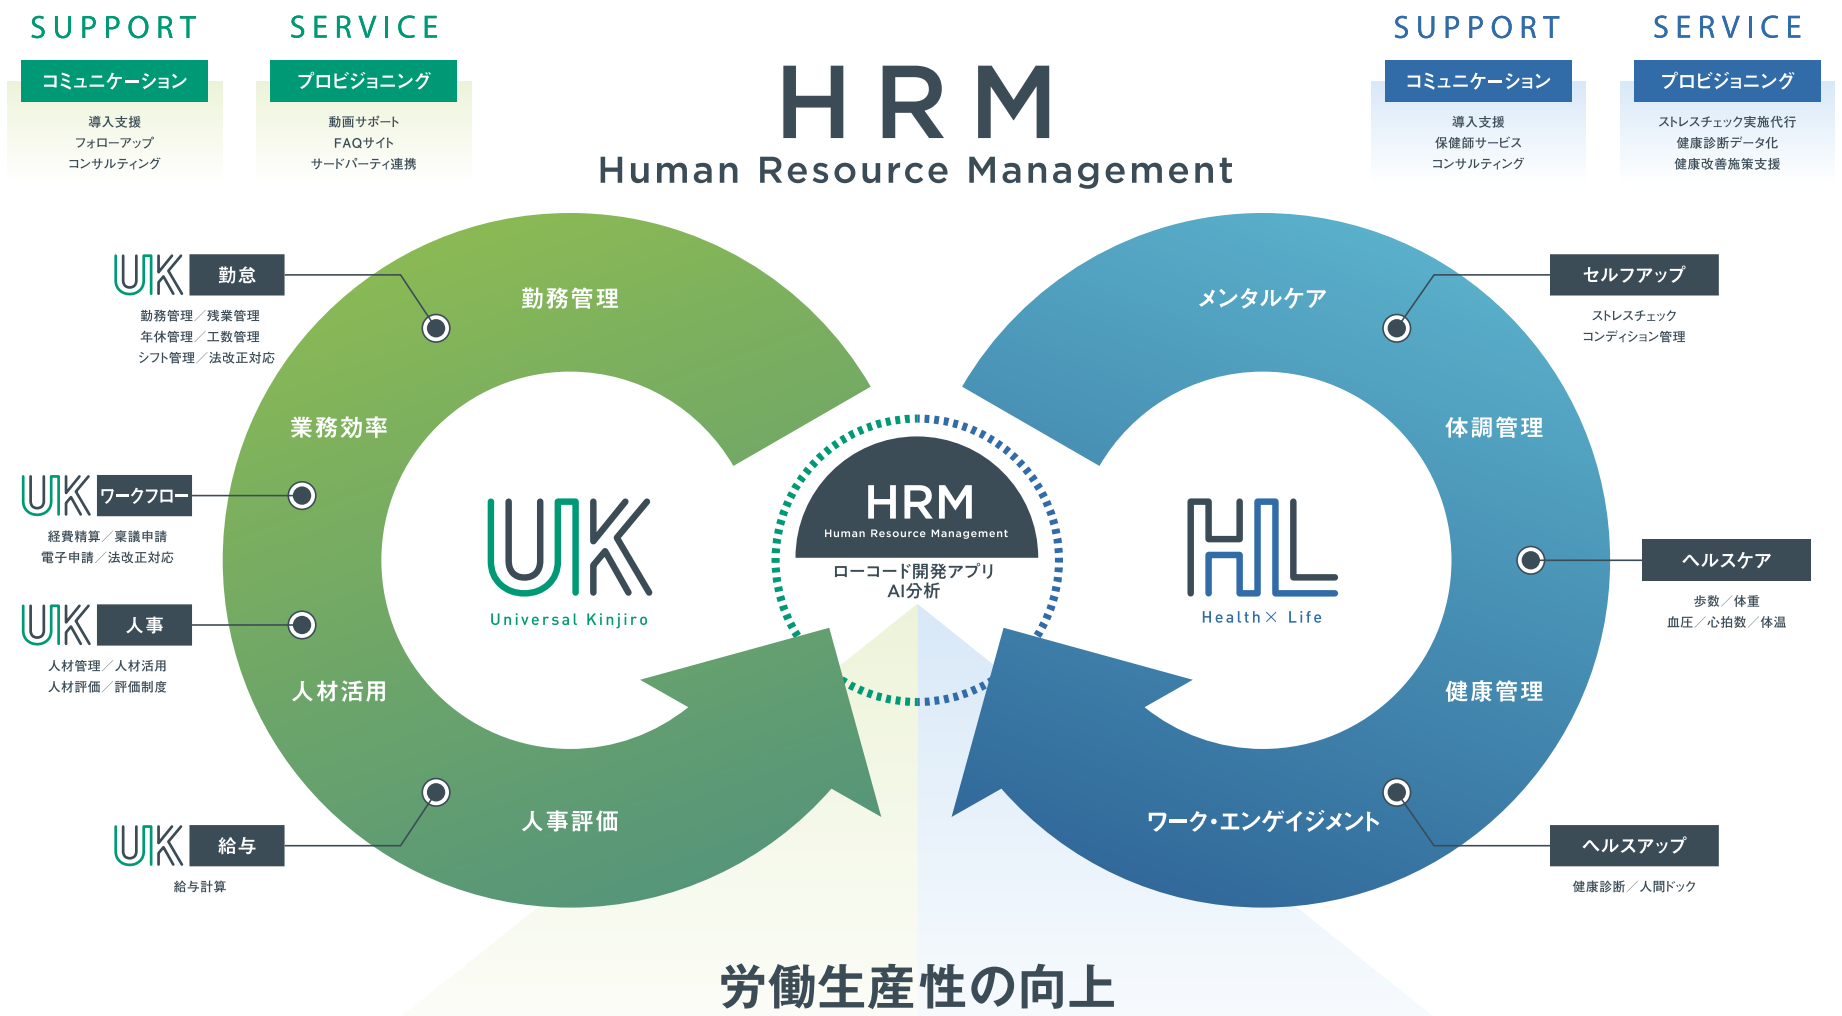 SUPPORT
コミュニケーション
導入支援
フォローアップ
コンサルティング
SERVICE
プロビジョニング
動画サポート
FAQサイト
サードパーティ連携
HRM
Human Resource Management
SUPPORT
コミュニケーション
導入支援
保健師サービス
コンサルティング
SERVICE
プロビジョニング
ストレスチェック実施代行
健康診断データ化
健康改善施策支援
UK 勤怠
勤務管理／残業管理
年休管理／工数管理
シフト管理／法改正対応
UK ワークフロー
経費精算／稟議申請
電子申請／法改正対応
UK 人事
人材管理／人材活用
人材評価／評価制度
UK 給与
給与計算
勤務管理
業務効率
人材活用
人事評価
UK
Universal Kinjiro
HRM
Human Resource Management
ローコード開発アプリ
AI分析
HL
Health× Life
メンタルケア
体調管理
健康管理
ワーク・エンゲイジメント
セルフアップ
ストレスチェック
コンディション管理
ヘルスケア
歩数／体重
血圧／心拍数／体温
ヘルスアップ
健康診断／人間ドック
労働生産性の向上